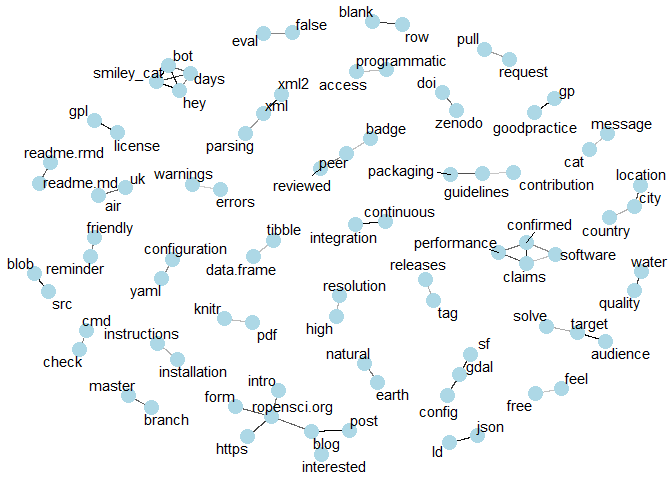 blank
false
eval
row
pull
request
bot
smiley_cat
days
hey
programmatic
access
xml2
xml
parsing
doi
zenodo
gp
goodpractice
gpl
license
badge
peer
reviewed
message
cat
readme.rmd
readme.md
uk
air
warnings
errors
packaging
guidelines
contribution
location
city
country
friendly
reminder
continuous
integration
confirmed
performance
software
claims
tibble
data.frame
configuration
yaml
blob
src
releases
tag
water
quality
resolution
high
knitr
pdf
cmd
check
instructions
installation
solve
target
audience
natural
earth
sf
gdal
config
feel
free
master
branch
intro
form
ropensci.org
https
blog
post
interested
json
ld